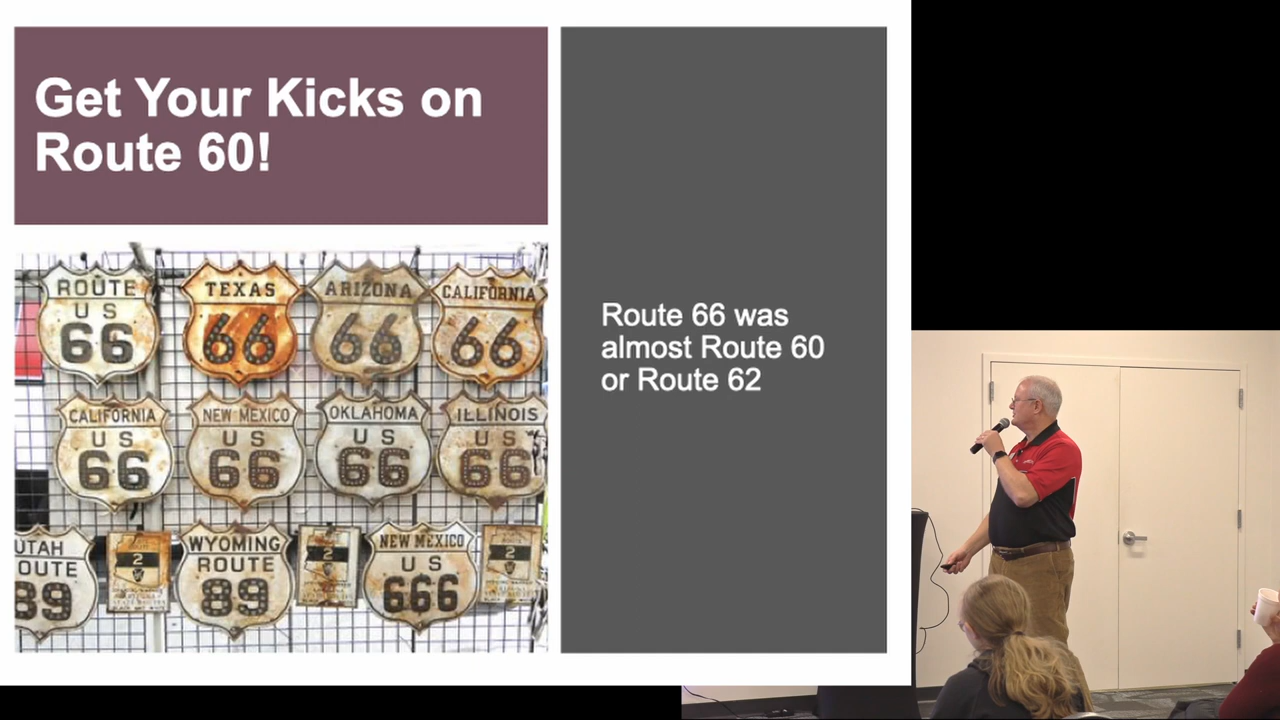 Get Your Kicks on
Route 60!
Route 66 was
almost Route 60
or Route 62
ROUTE
US
66
TEXAS
66
ARIZONA
66
CALIFORNIA
66
CALIFORNIA
US
66
NEW MEXICO
US
66
OKLAHOMA
US
66
ILLINOIS
US
66
UTAH
OUTE
89
2
WYOMING
ROUTE
89
2
NEW MEXICO
US
666
2